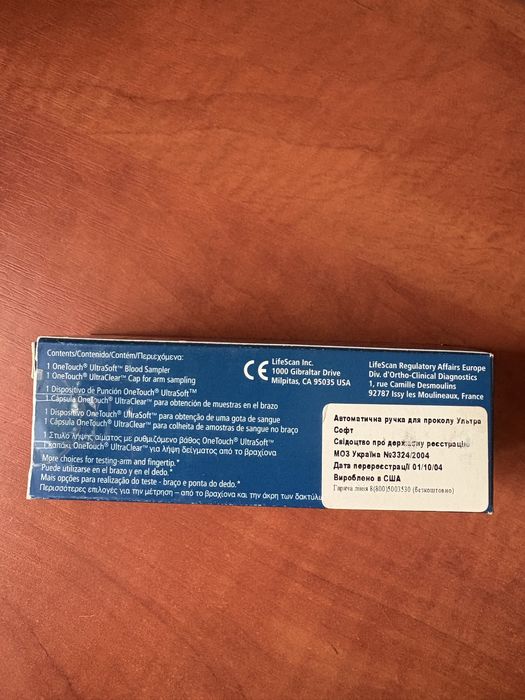 Contents/Contenido/Contém/Περιεχόμενα:
1 OneTouch® UltraSoft™ Blood Sampler
1 OneTouch® UltraClear™ Cap for arm sampling
1 Dispositivo de Punción OneTouch® UltraSoft™
1 Cápsula OneTouch® UltraClear™ para obtención de muestras en el brazo
1 Dispositivo OneTouch® UltraSoft™ para obtenção de uma gota de sangue
1 Cápsula OneTouch® UltraClear™ para colheita de amostras de sangue no braço
1 Στυλό λήψης αίματος με ρυθμιζόμενο βάθος OneTouch® UltraSoft™
1 καπάκι OneTouch® UltraClear™ για λήψη δείγματος από το βραχίονα
More choices for testing-arm and fingertip.*
Puede utilizarse en el brazo y en el dedo.*
Mais opções para realização do teste - braço e ponta do dedo.*
Περισσότερες επιλογές για την μέτρηση – από το βραχίονα και την άκρη των δακτύλω
CE
LifeScan Inc.
1000 Gibraltar Drive
Milpitas, CA 95035 USA
LifeScan Regulatory Affairs Europe
Div. d'Ortho-Clinical Diagnostics
1, rue Camille Desmoulins
92787 Issy les Moulineaux, France
Автоматична ручка для проколу Ультра
Софт
Свідоцтво про державну реєстрацію
МОЗ Україна №3324/2004
Дата перереєстрації 01/10/04
Вироблено в США
Гаряча лінія 8(800)5003530 (безкоштовно)